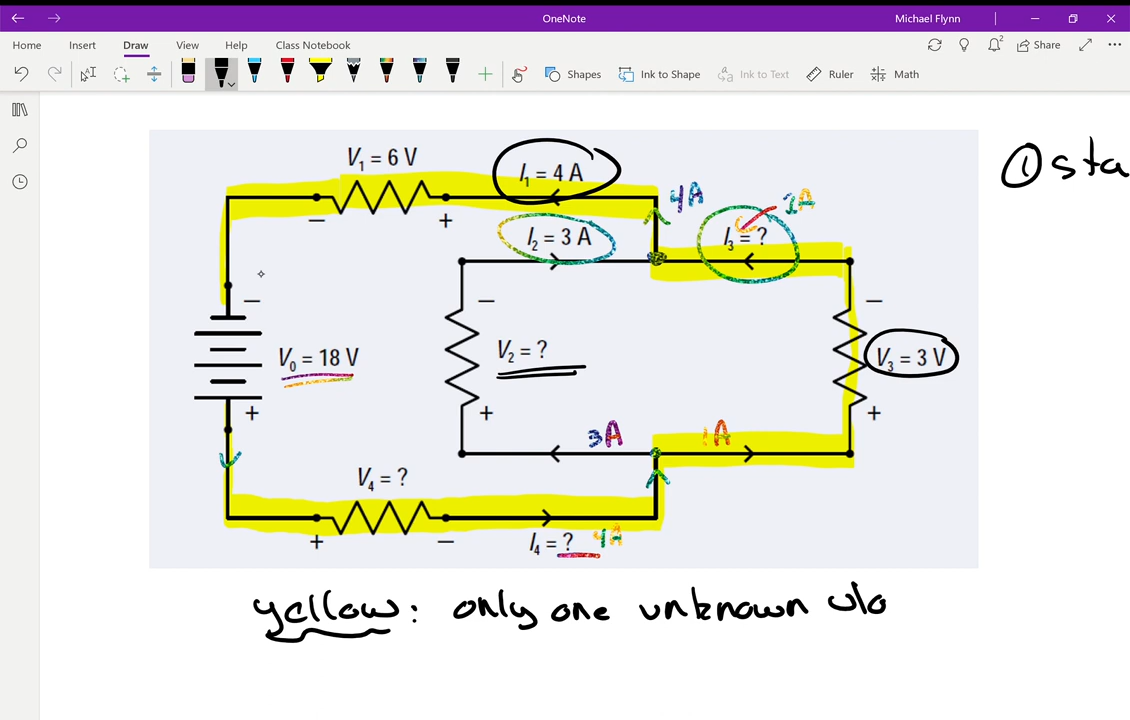 OneNote
Michael Flynn
Home Insert Draw View Help Class Notebook
2 Share
Shapes Ink to Shape Ink to Text Ruler Math
V1 = 6 V
I1 = 4 A
4A
2A
① sta
I2 = 3 A
I3 = ?
− +
− − −
V0 = 18 V
V2 = ?
V3 = 3 V
+ + +
3A 1A
V4 = ?
+ −
I4 = ? 4A
yellow: only one unknown vlo